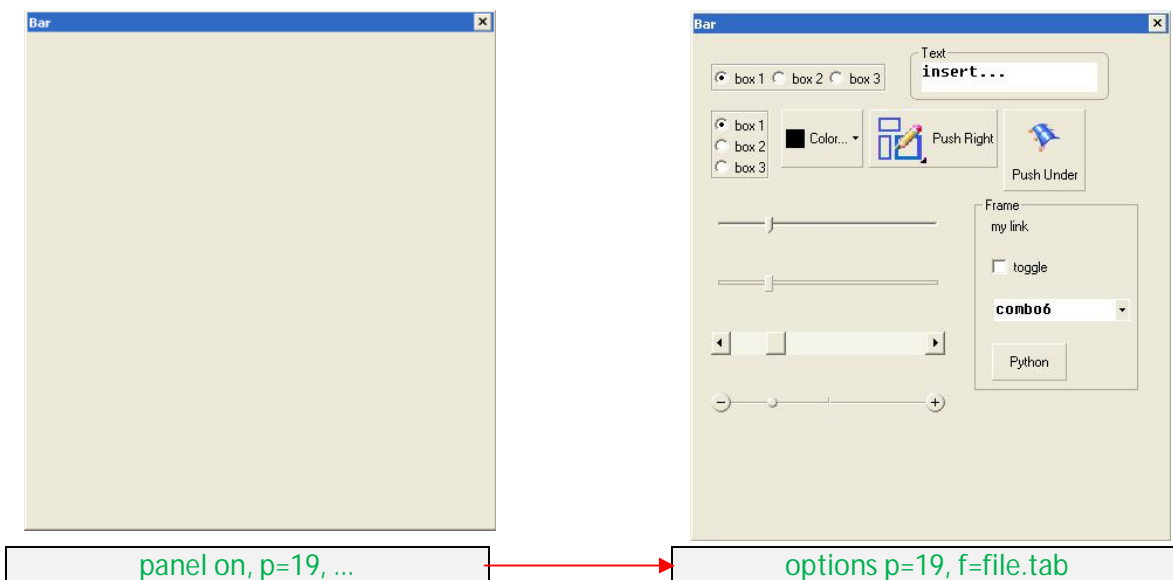 Bar
Bar
Text
insert...
box 1 box 2 box 3
box 1
box 2
box 3
Color...
Push Right
Push Under
Frame
my link
toggle
combo6
Python
panel on, p=19, ...
options p=19, f=file.tab